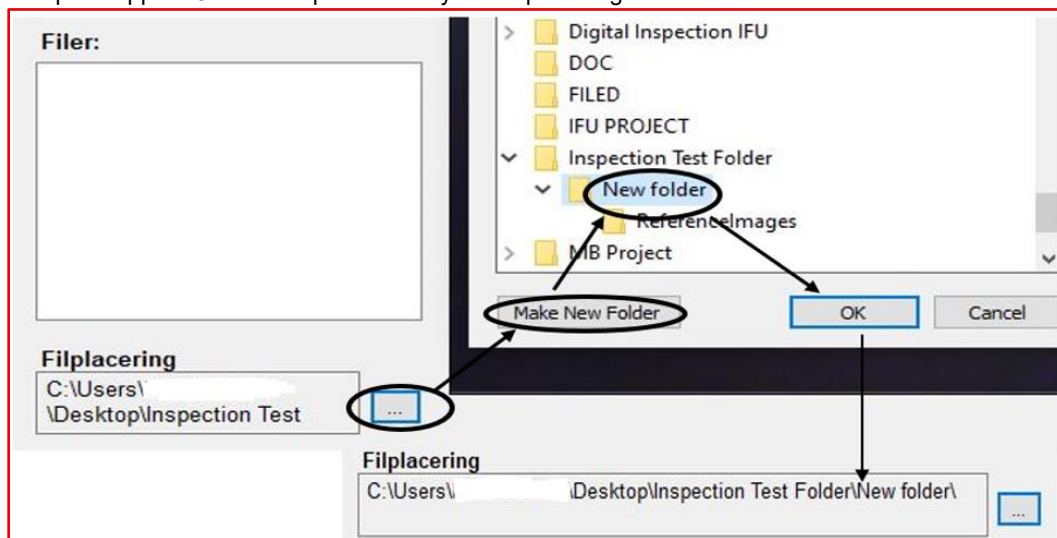 Filer:
Digital Inspection IFU
DOC
FILED
IFU PROJECT
Inspection Test Folder
New folder
ReferenceImages
MB Project
Make New Folder
OK
Cancel
Filplacering
C:\Users\
\Desktop\Inspection Test
...
Filplacering
C:\Users\ \Desktop\Inspection Test Folder\New folder\
...